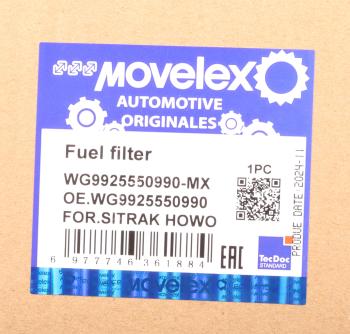 movelex
AUTOMOTIVE
ORIGINALES
Fuel filter
WG9925550990-MX
OE.WG9925550990
FOR.SITRAK HOWO
1PC
6 977746 361884
EAC
TecDoc
STANDARD
PRODUE DATE 2024-11
movelex